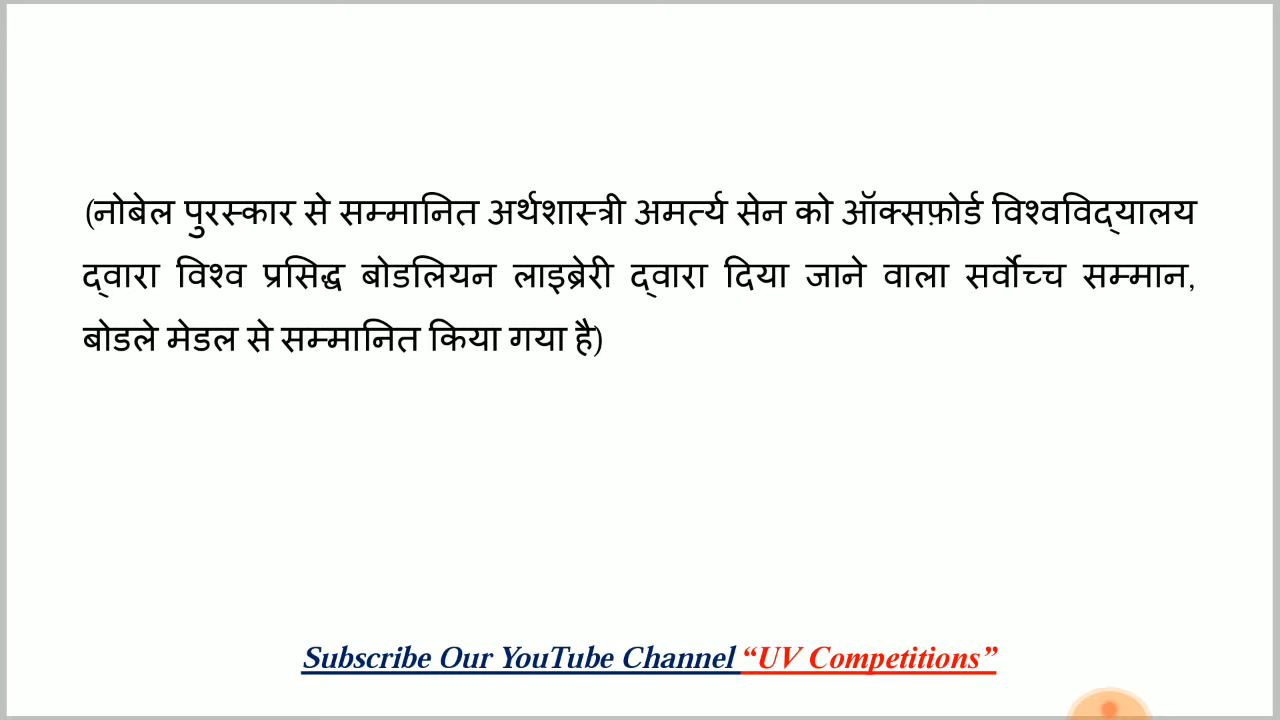 (नोबेल पुरस्कार से सम्मानित अर्थशास्त्री अमर्त्य सेन को ऑक्सफ़ोर्ड विश्वविद्यालय
द्वारा विश्व प्रसिद्ध बोडलियन लाइब्रेरी द्वारा दिया जाने वाला सर्वोच्च सम्मान,
बोडले मेडल से सम्मानित किया गया है)
Subscribe Our YouTube Channel “UV Competitions”